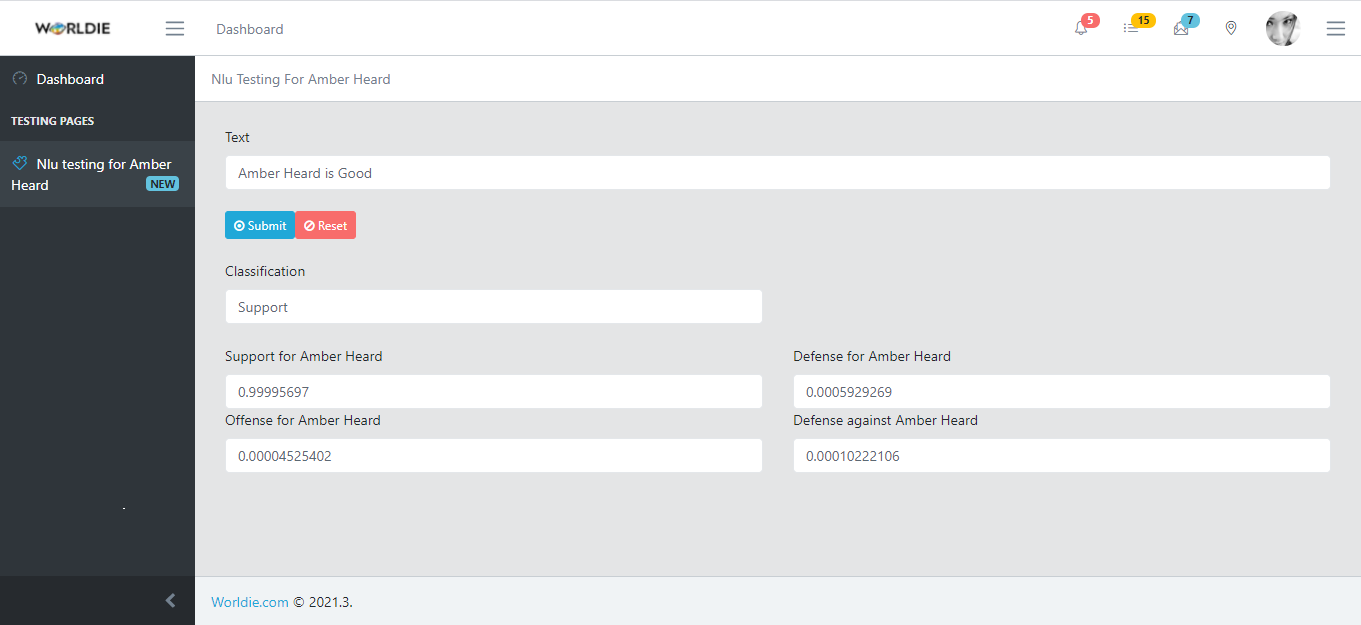 WORLDIE
Dashboard
5
15
7
Dashboard
TESTING PAGES
Nlu testing for Amber
Heard
NEW
Nlu Testing For Amber Heard
Text
Amber Heard is Good
Submit
Reset
Classification
Support
Support for Amber Heard
Defense for Amber Heard
0.99995697
0.0005929269
Offense for Amber Heard
Defense against Amber Heard
0.00004525402
0.00010222106
Worldie.com © 2021.3.